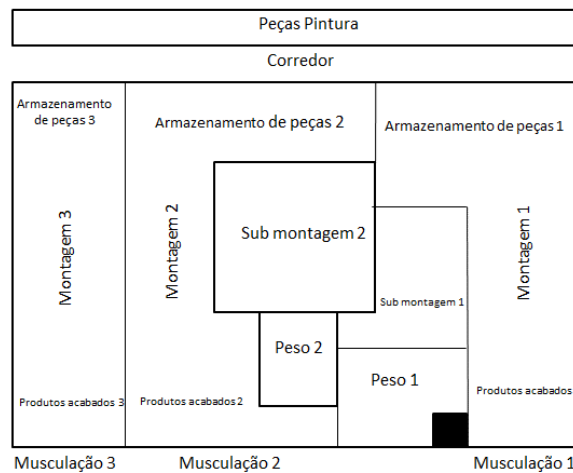 Peças Pintura
Corredor
Armazenamento
de peças 3
Armazenamento de peças 2
Armazenamento de peças 1
Montagem 3
Montagem 2
Sub montagem 2
Montagem 1
Sub montagem 1
Peso 2
Peso 1
Produtos acabados 3
Produtos acabados 2
Produtos acabados
Musculação 3
Musculação 2
Musculação 1